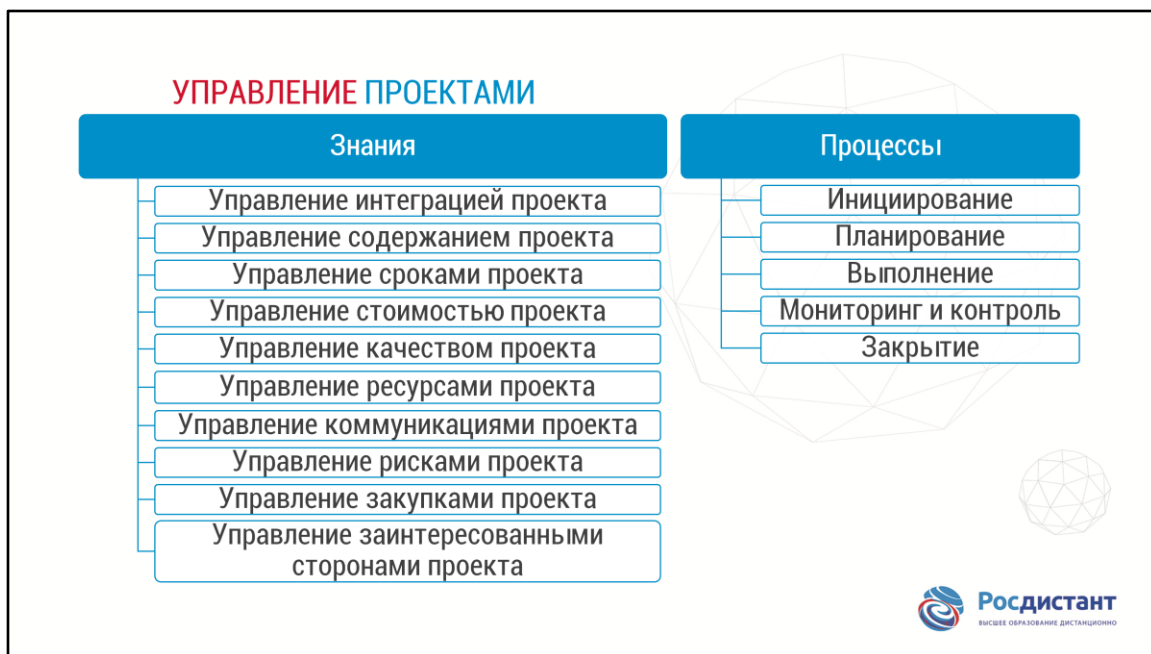 УПРАВЛЕНИЕ ПРОЕКТАМИ
Знания
Управление интеграцией проекта
Управление содержанием проекта
Управление сроками проекта
Управление стоимостью проекта
Управление качеством проекта
Управление ресурсами проекта
Управление коммуникациями проекта
Управление рисками проекта
Управление закупками проекта
Управление заинтересованными
сторонами проекта
Процессы
Инициирование
Планирование
Выполнение
Мониторинг и контроль
Закрытие
Росдистант
ВЫСШЕЕ ОБРАЗОВАНИЕ ДИСТАНЦИОННО